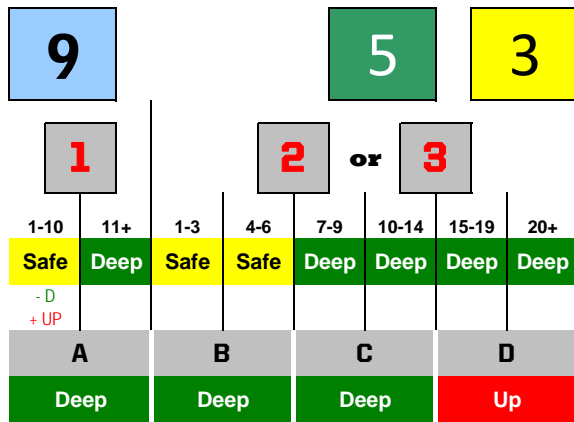 9 5 3
1 2 or 3
1-10 11+ 1-3 4-6 7-9 10-14 15-19 20+
Safe Deep Safe Safe Deep Deep Deep Deep
- D
+ UP
A B C D
Deep Deep Deep Up